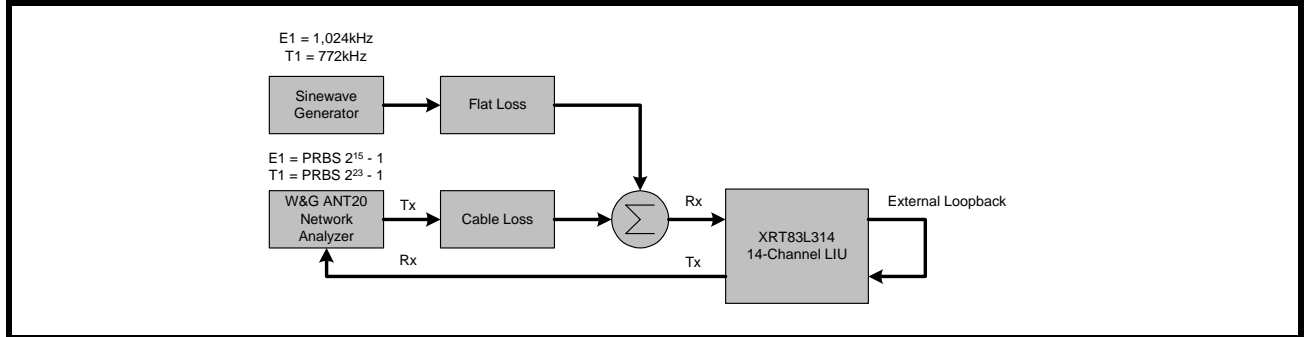 E1 = 1,024kHz
T1 = 772kHz
Sinewave
Generator
Flat Loss
E1 = PRBS 2¹⁵ - 1
T1 = PRBS 2²³ - 1
W&G ANT20
Network
Analyzer
Tx
Cable Loss
∑
Rx
XRT83L314
14-Channel LIU
External Loopback
Rx
Tx